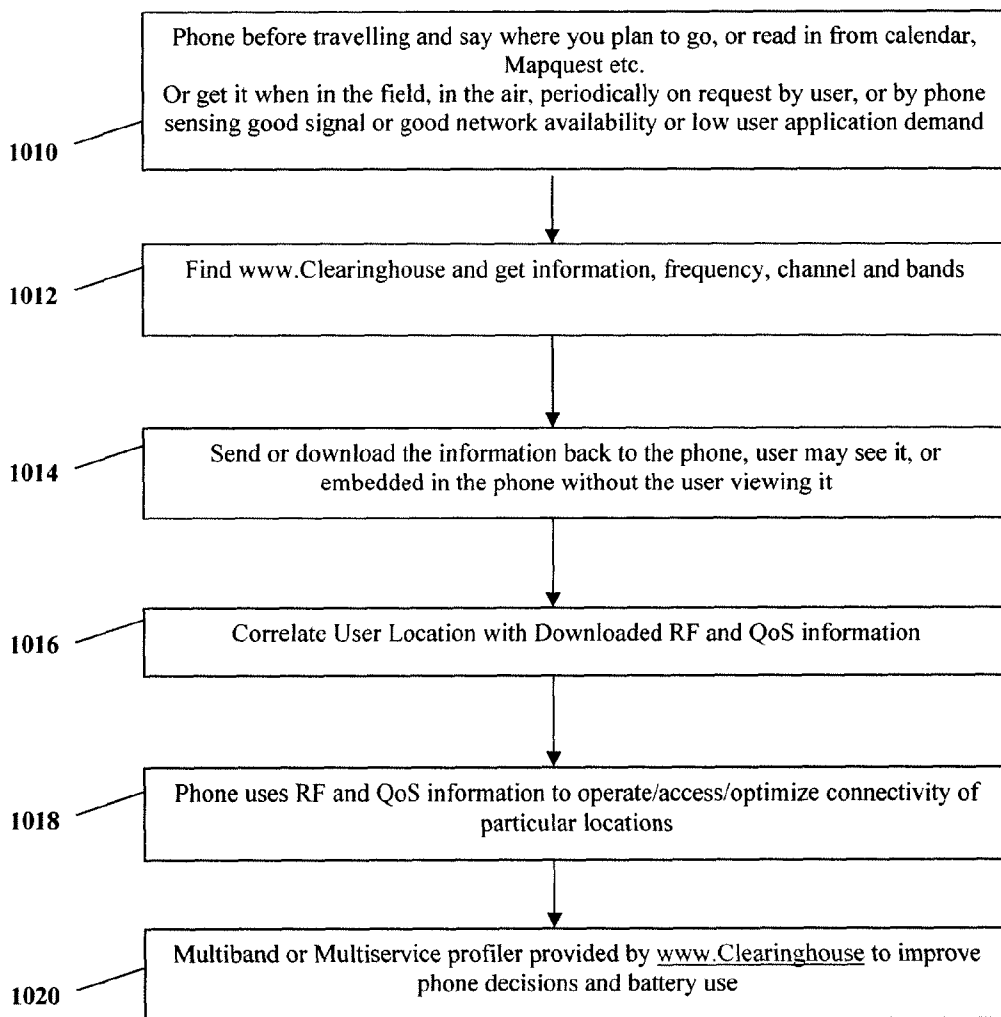 Phone before travelling and say where you plan to go, or read in from calendar,
Mapquest etc.
Or get it when in the field, in the air, periodically on request by user, or by phone
sensing good signal or good network availability or low user application demand
1010
Find www.Clearinghouse and get information, frequency, channel and bands
1012
Send or download the information back to the phone, user may see it, or
embedded in the phone without the user viewing it
1014
Correlate User Location with Downloaded RF and QoS information
1016
Phone uses RF and QoS information to operate/access/optimize connectivity of
particular locations
1018
Multiband or Multiservice profiler provided by www.Clearinghouse to improve
phone decisions and battery use
1020